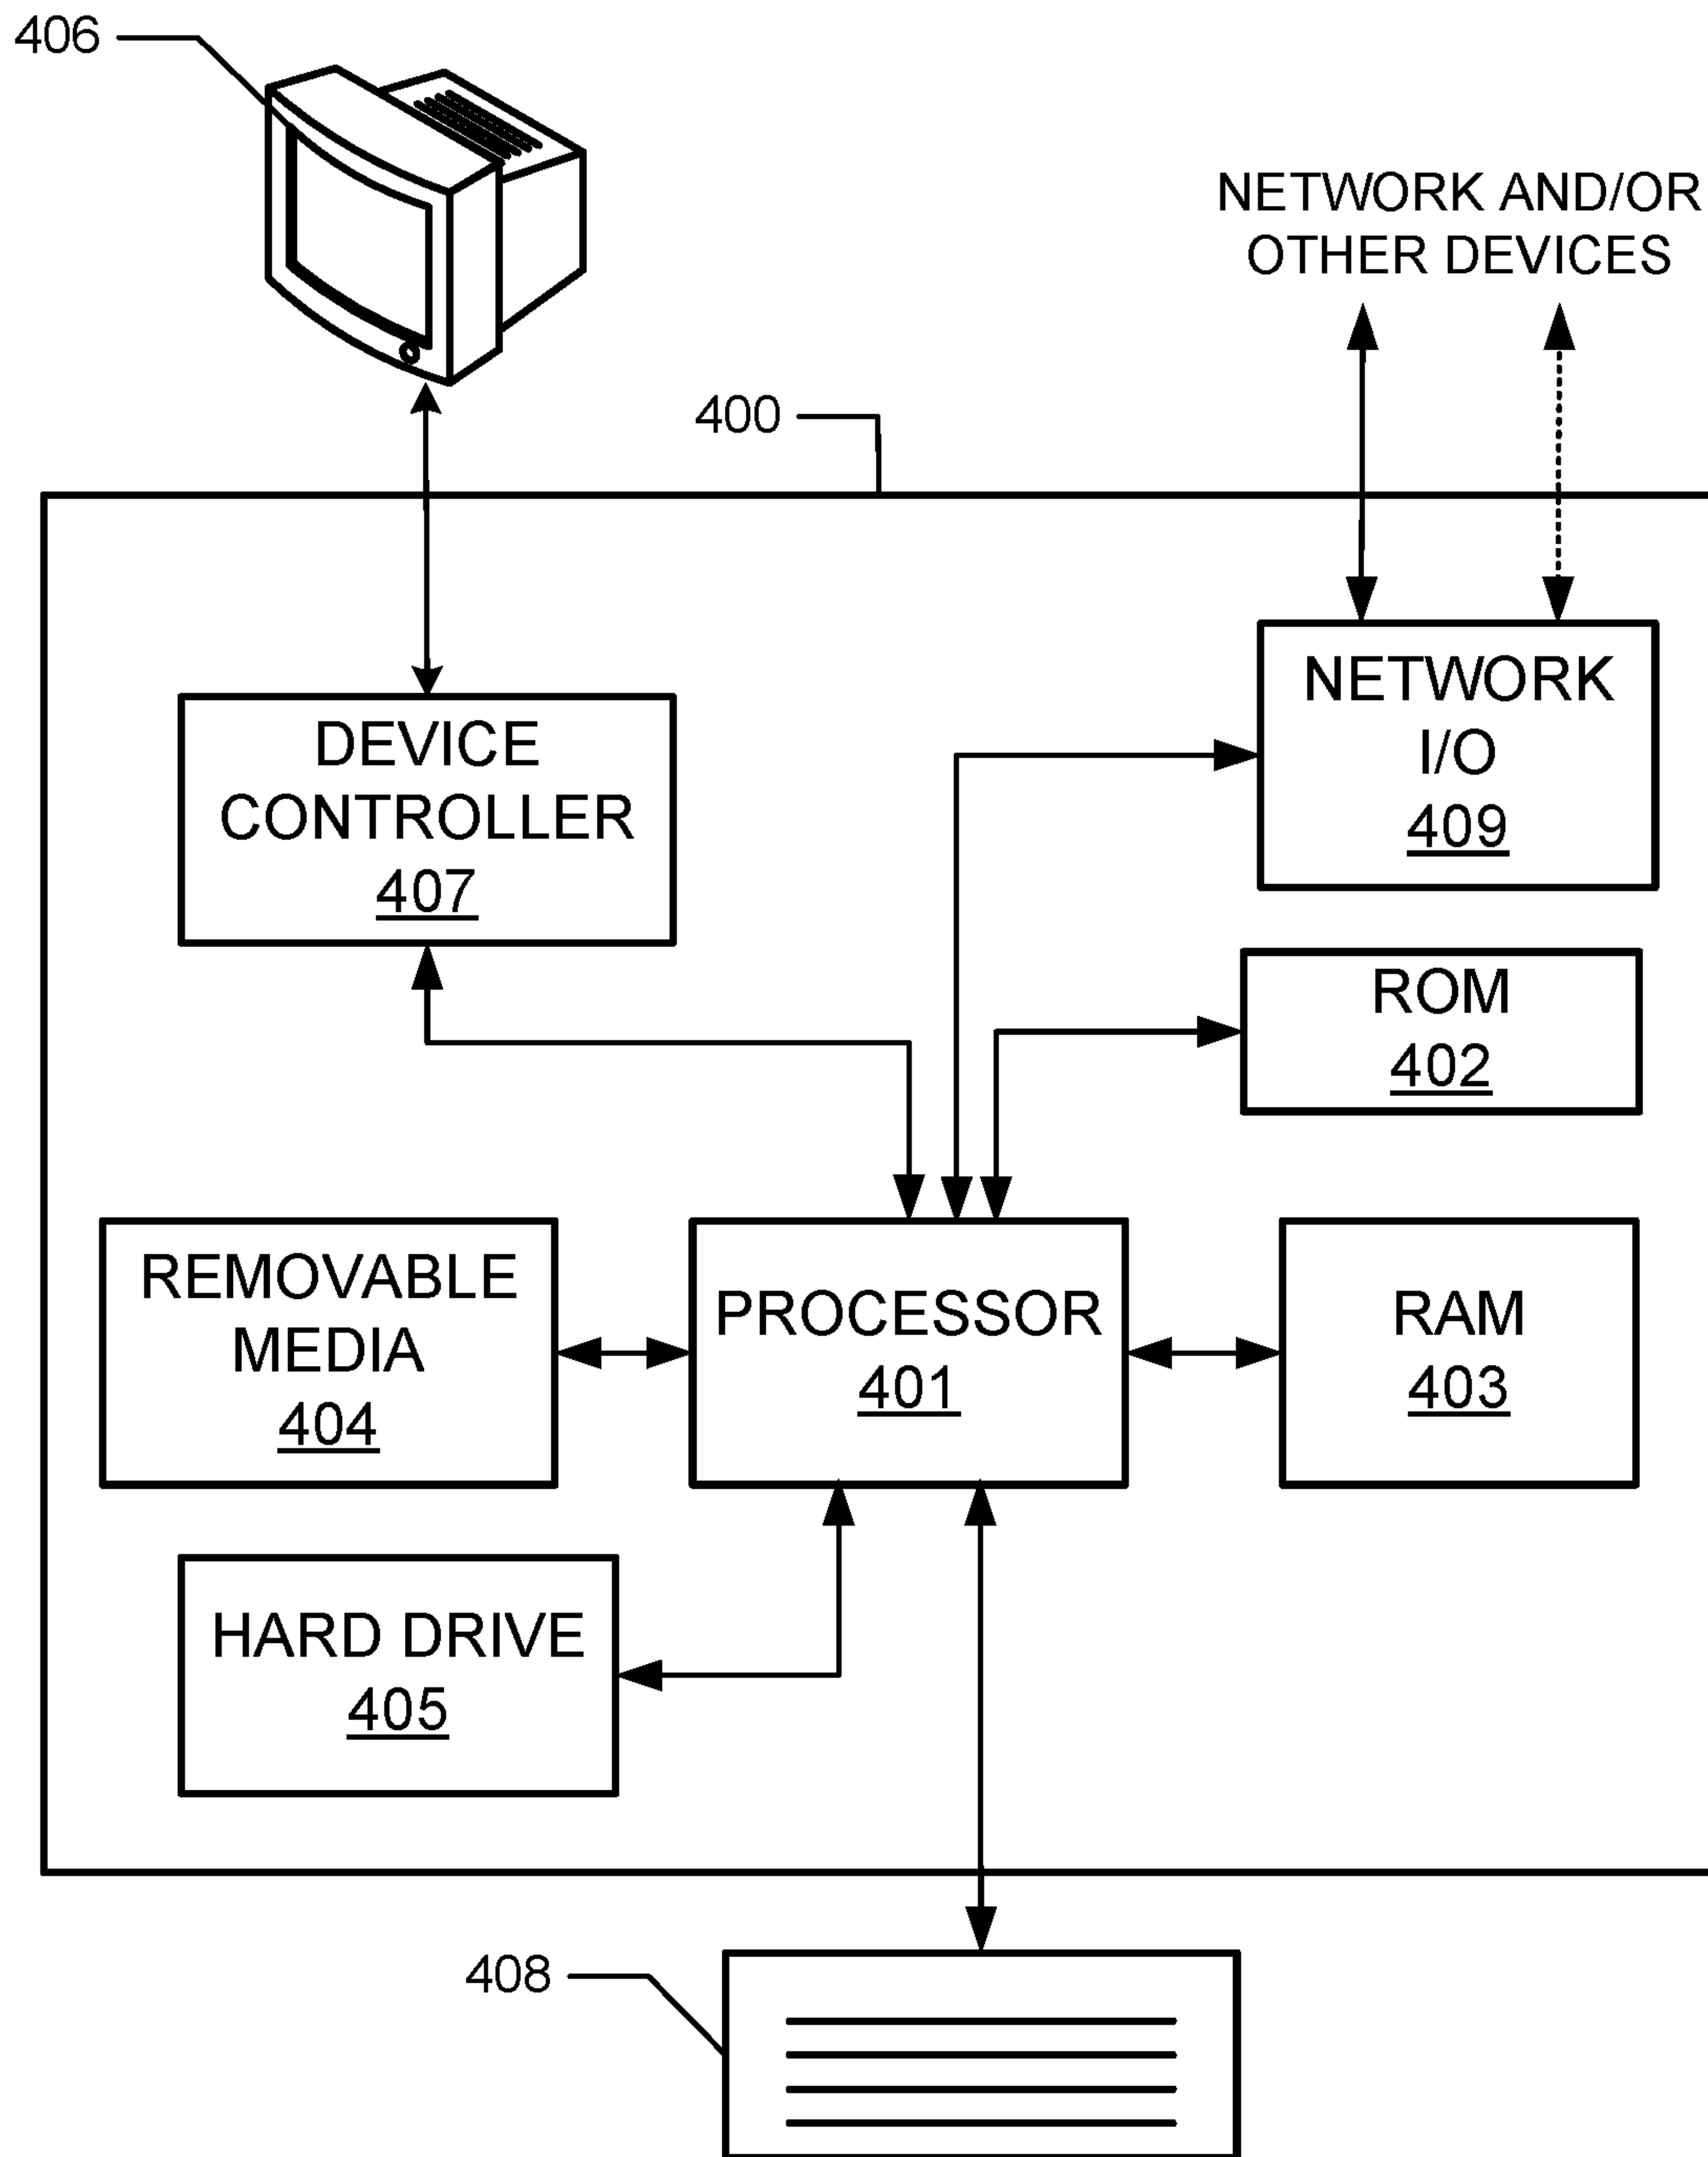 406
NETWORK AND/OR
OTHER DEVICES
400
DEVICE
CONTROLLER
407
NETWORK
I/O
409
ROM
402
REMOVABLE
MEDIA
404
PROCESSOR
401
RAM
403
HARD DRIVE
405
408